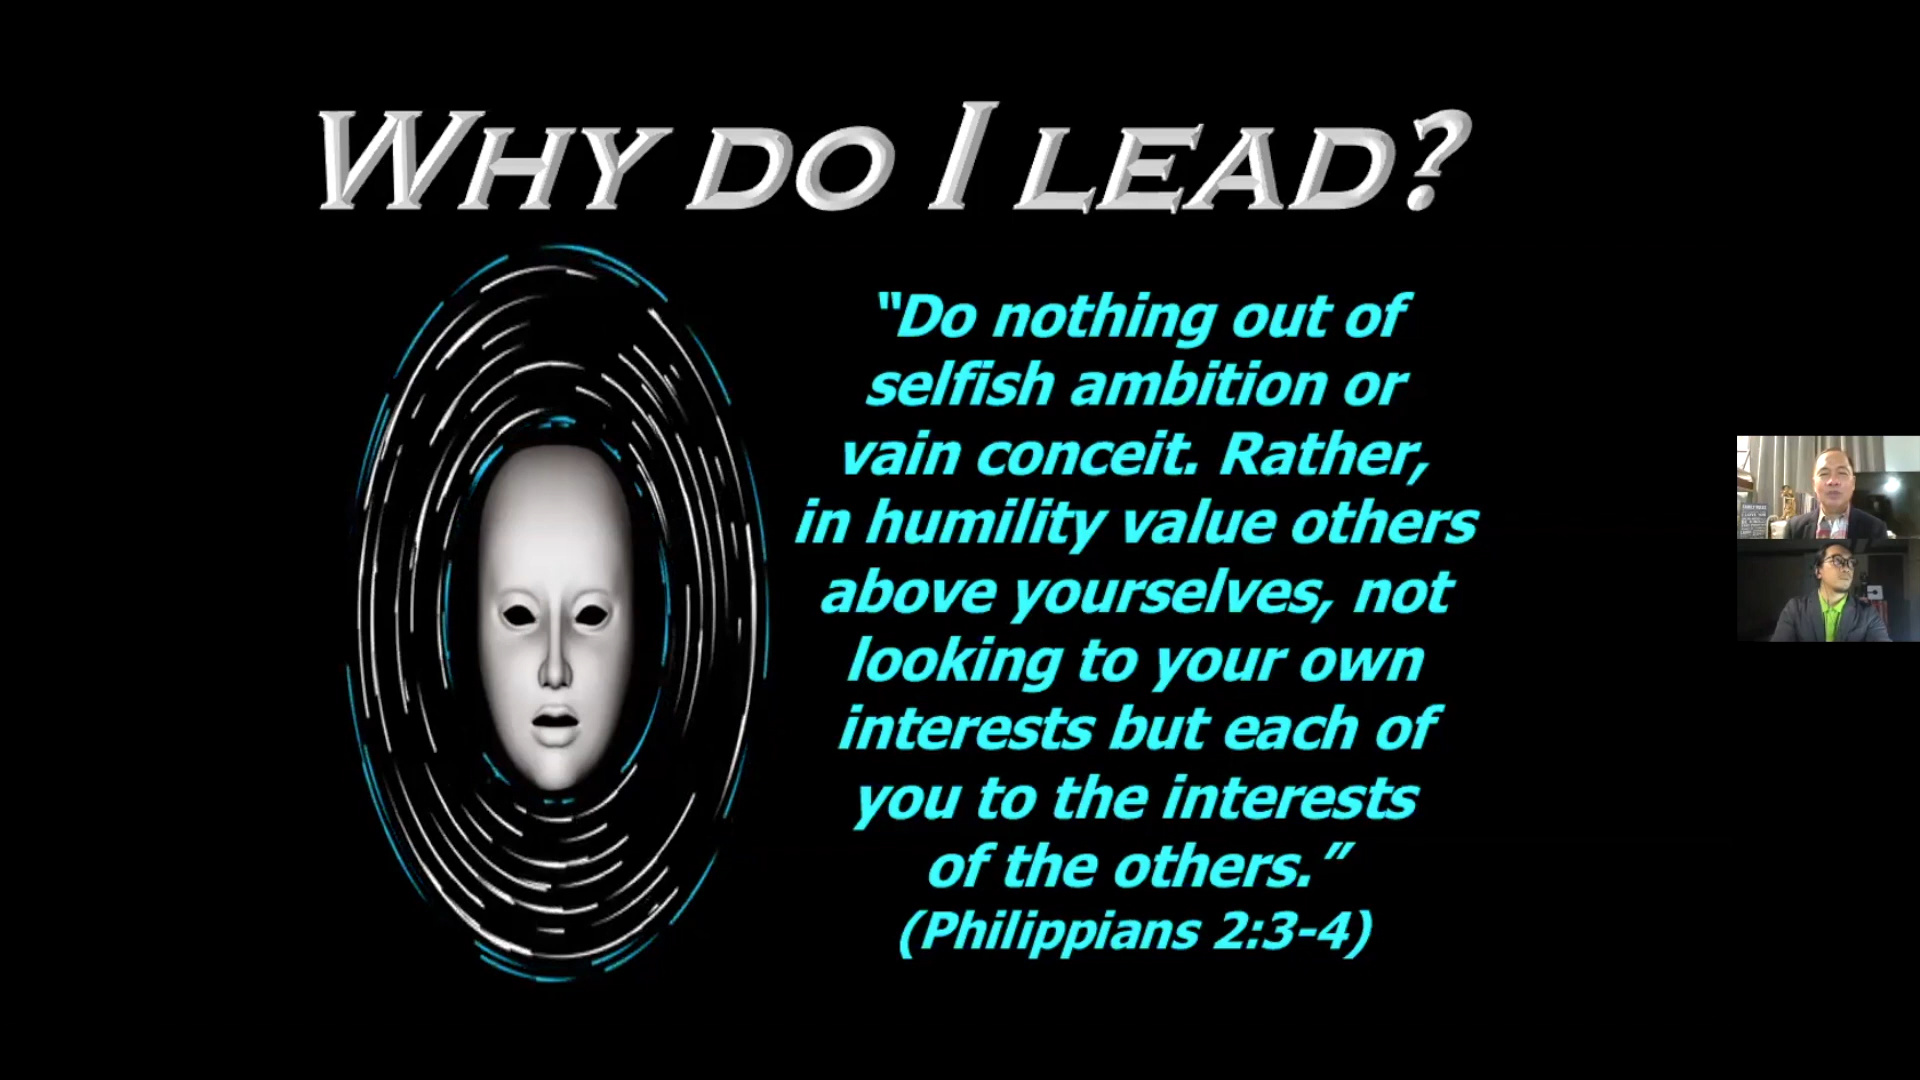 WHY DO I LEAD?
“Do nothing out of
selfish ambition or
vain conceit. Rather,
in humility value others
above yourselves, not
looking to your own
interests but each of
you to the interests
of the others.”
(Philippians 2:3-4)